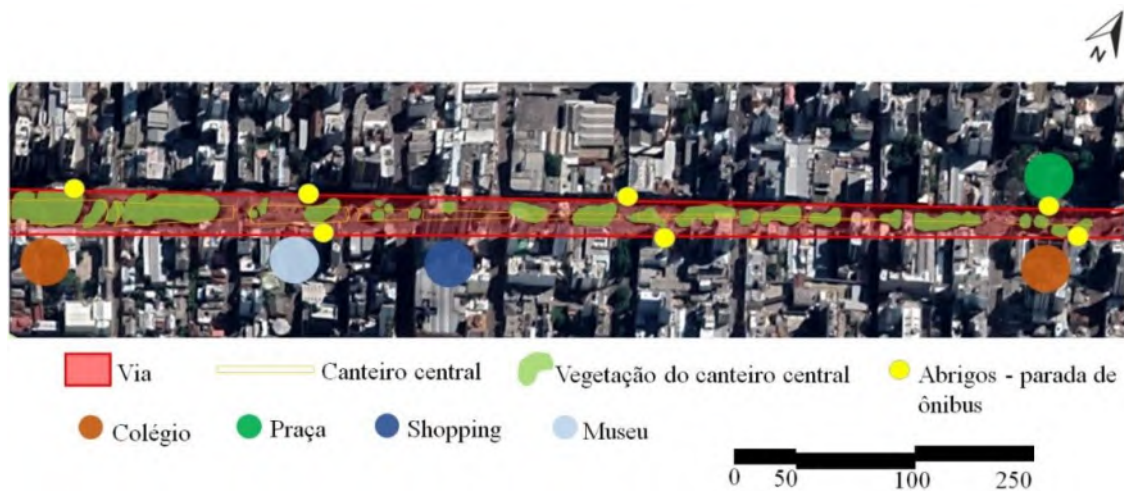 N
Via
Canteiro central
Vegetação do canteiro central
Abrigos - parada de
ônibus
Colégio
Praça
Shopping
Museu
0 50 100 250